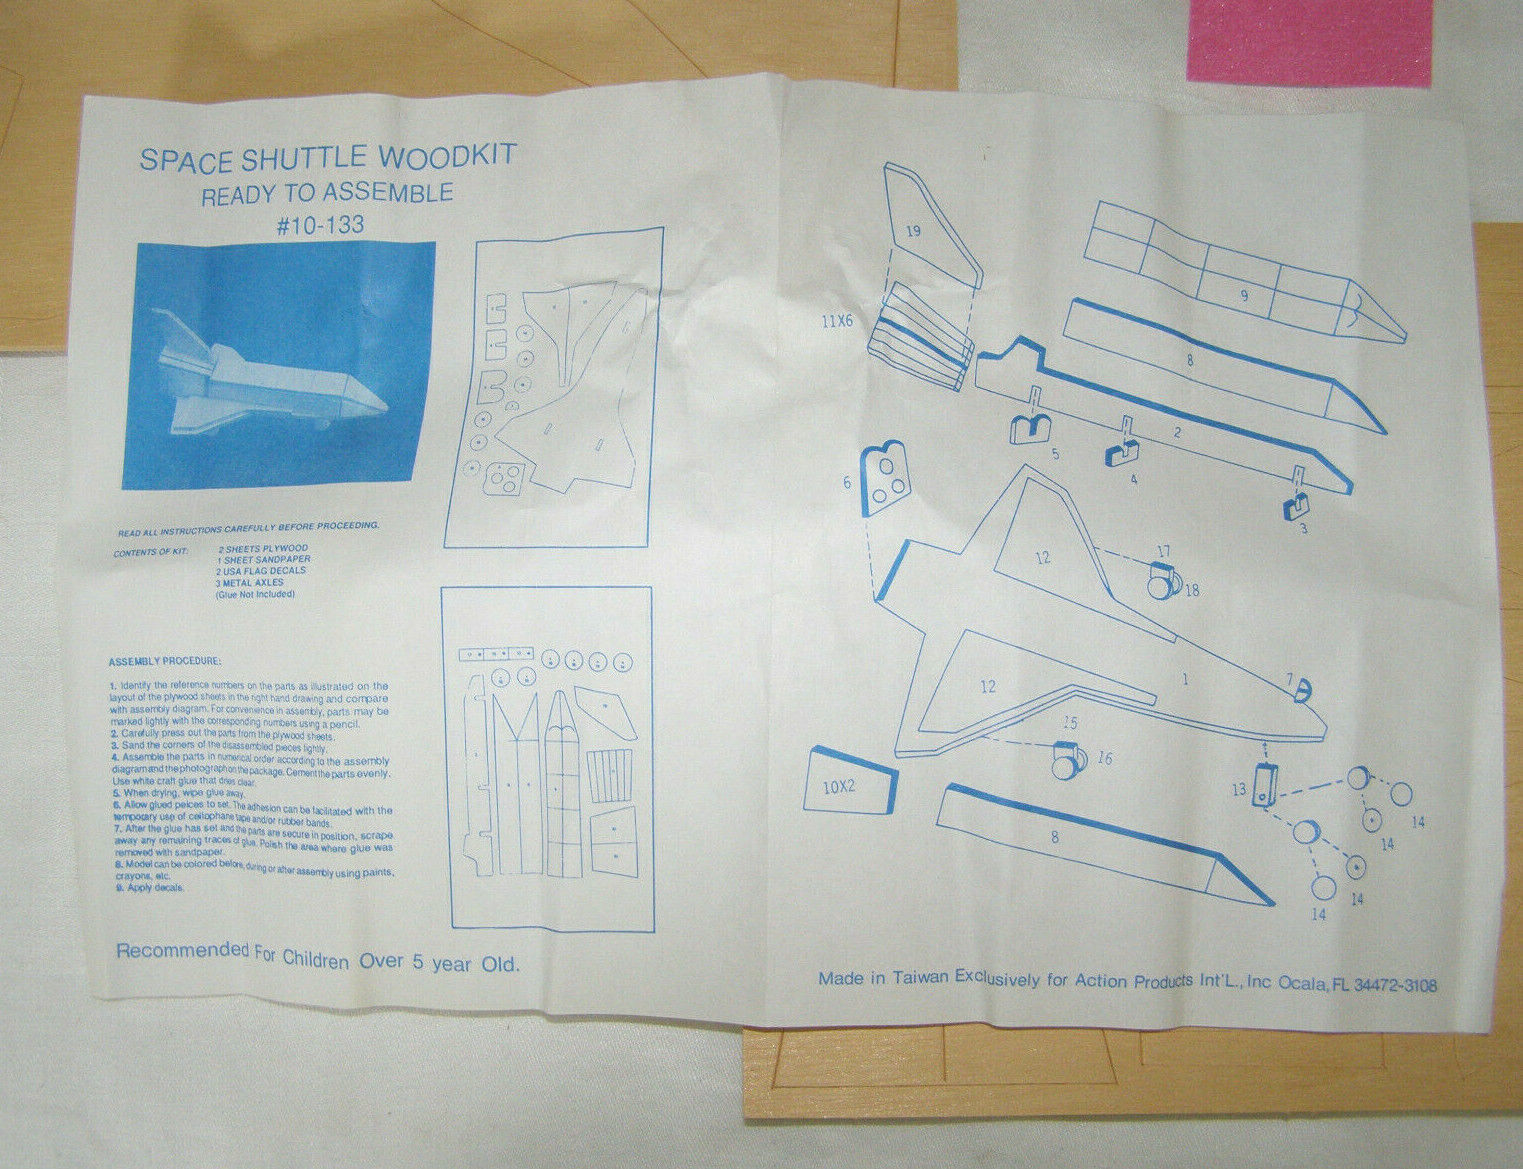 SPACE SHUTTLE WOODKIT
READY TO ASSEMBLE
#10-133
READ ALL INSTRUCTIONS CAREFULLY BEFORE PROCEEDING.
CONTENTS OF KIT:
2 SHEETS PLYWOOD
1 SHEET SANDPAPER
2 USA FLAG DECALS
3 METAL AXLES
(Glue Not Included)
ASSEMBLY PROCEDURE:
1. Identify the reference numbers on the parts as illustrated on the
layout of the plywood sheets in the right hand drawing and compare
with assembly diagram. For convenience in assembly, parts may be
marked lightly with the corresponding numbers using a pencil.
2. Carefully press out the parts from the plywood sheets.
3. Sand the corners of the disassembled pieces lightly.
4. Assemble the parts in numerical order according to the assembly
diagram and the photograph on the package. Cement the parts evenly.
Use white craft glue that dries clear.
5. When drying, wipe glue away.
6. Allow glued peices to set. The adhesion can be facilitated with the
temporary use of cellophane tape and/or rubber bands.
7. After the glue has set and the parts are secure in position, scrape
away any remaining traces of glue. Polish the area where glue was
removed with sandpaper.
8. Model can be colored before, during or after assembly using paints,
crayons, etc.
9. Apply decals.
Recommended For Children Over 5 year Old.
19
11X6
9
8
2
5
4
3
6
12
17
18
12
1
7
15
16
13
10X2
8
14
14
14
14
Made in Taiwan Exclusively for Action Products Int'L., Inc Ocala, FL 34472-3108